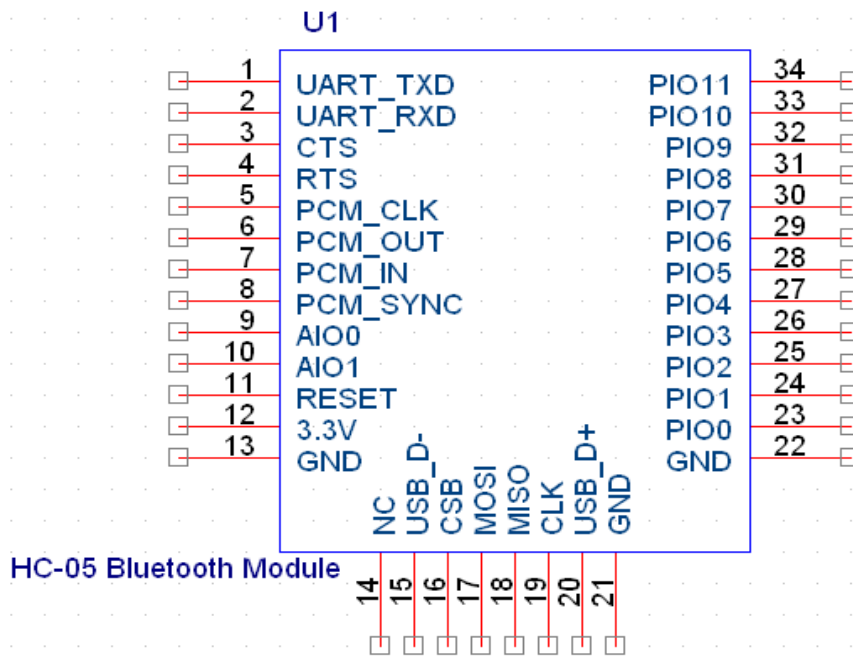 U1
1 UART_TXD PIO11 34
2 UART_RXD PIO10 33
3 CTS PIO9 32
4 RTS PIO8 31
5 PCM_CLK PIO7 30
6 PCM_OUT PIO6 29
7 PCM_IN PIO5 28
8 PCM_SYNC PIO4 27
9 AIO0 PIO3 26
10 AIO1 PIO2 25
11 RESET PIO1 24
12 3.3V PIO0 23
13 GND GND 22
NC USB_D- CSB MOSI MISO CLK USB_D+ GND
HC-05 Bluetooth Module
14 15 16 17 18 19 20 21